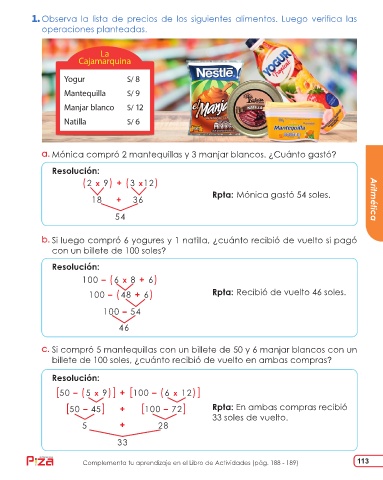 1. Observa la lista de precios de los siguientes alimentos. Luego verifica las
operaciones planteadas.
La
Cajamarquina
Yogur S/ 8
Mantequilla S/ 9
Manjar blanco S/ 12
Natilla S/ 6
Nestlé
el Manjar
YOGUR
Tropical
Mantequilla
a. Mónica compró 2 mantequillas y 3 manjar blancos. ¿Cuánto gastó?
Resolución:
(2 x 9) + (3 x12)
18 + 36
Rpta: Mónica gastó 54 soles.
54
Aritmética
b. Si luego compró 6 yogures y 1 natilla, ¿cuánto recibió de vuelto si pagó
con un billete de 100 soles?
Resolución:
100 – (6 x 8 + 6)
100 – (48 + 6)
Rpta: Recibió de vuelto 46 soles.
100 – 54
46
c. Si compró 5 mantequillas con un billete de 50 y 6 manjar blancos con un
billete de 100 soles, ¿cuánto recibió de vuelto en ambas compras?
Resolución:
[50 – (5 x 9)] + [100 – (6 x 12)]
[50 – 45] + [100 – 72]
Rpta: En ambas compras recibió
33 soles de vuelto.
5 + 28
33
Complementa tu aprendizaje en el Libro de Actividades (pág. 188 - 189)
113